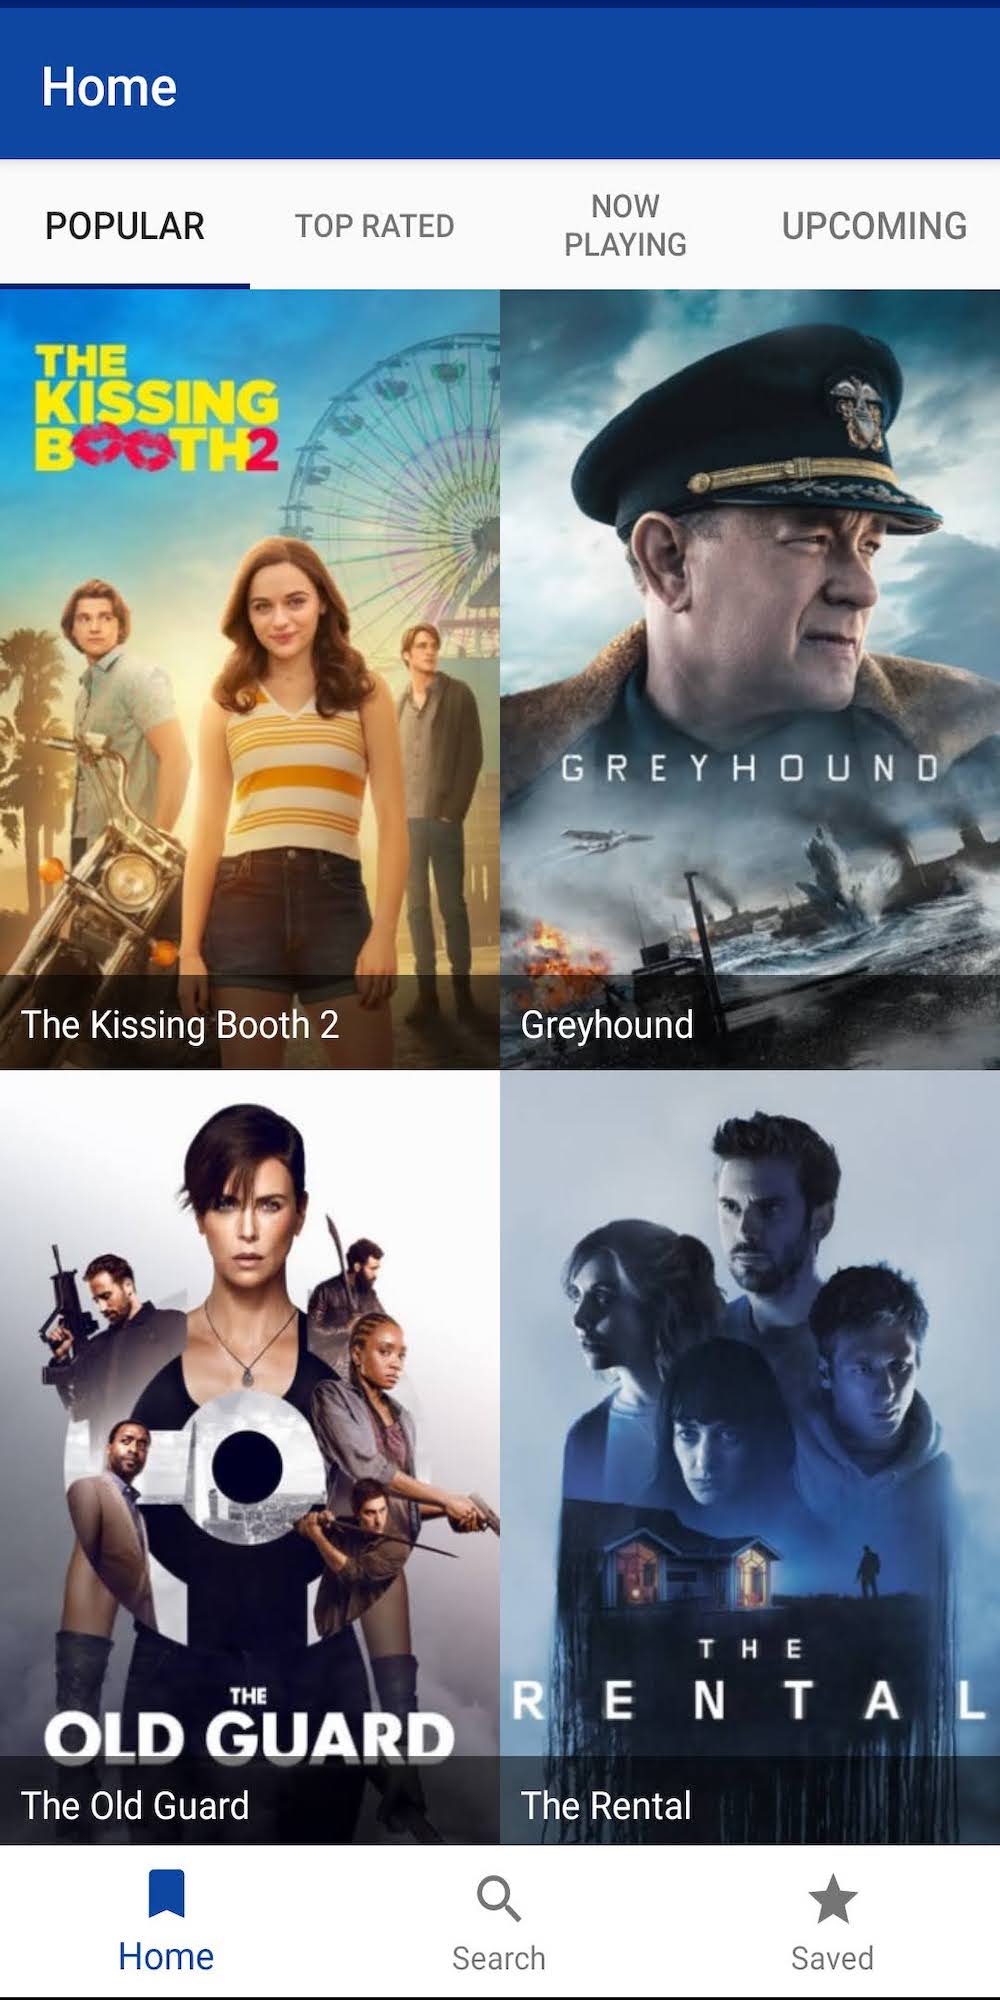 Home
POPULAR
TOP RATED
NOW
PLAYING
UPCOMING
THE
KISSING
BOOTH2
The Kissing Booth 2
GREYHOUND
Greyhound
THE
OLD GUARD
The Old Guard
THE
RENTAL
The Rental
Home
Search
Saved